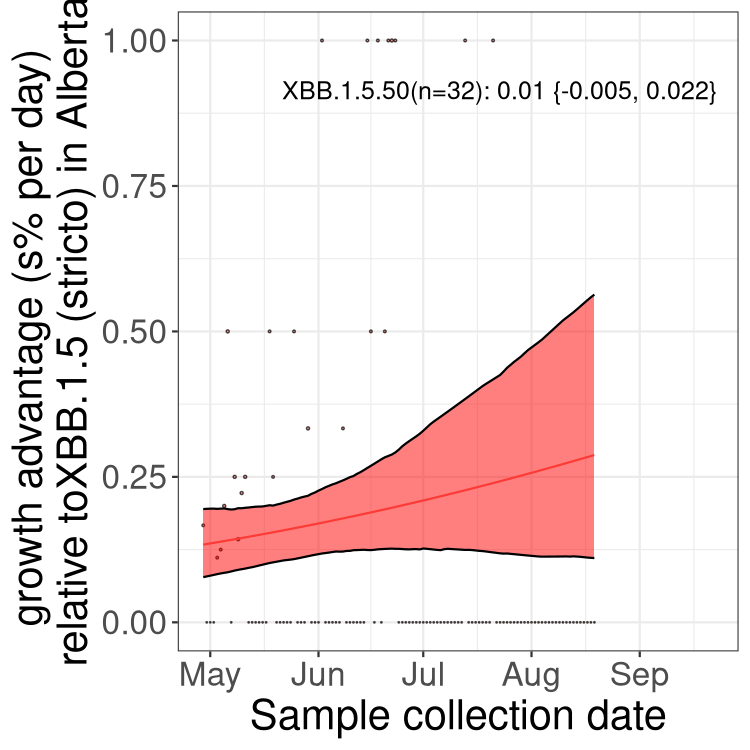 growth advantage (s% per day)
relative toXBB.1.5 (stricto) in Alberta
1.00
XBB.1.5.50(n=32): 0.01 {-0.005, 0.022}
0.75
0.50
0.25
0.00
May Jun Jul Aug Sep
Sample collection date